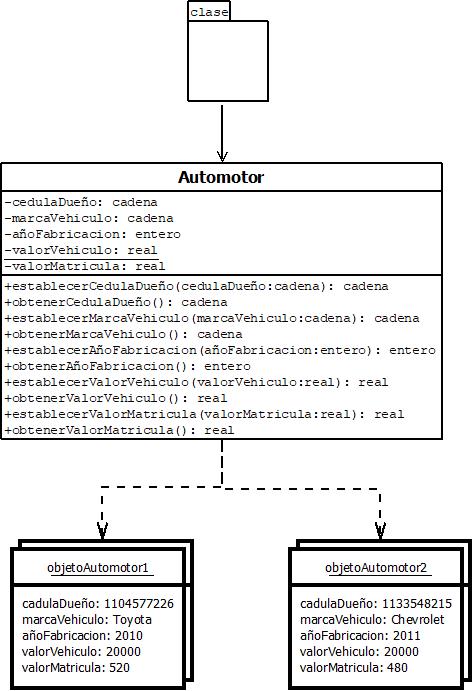 clase
Automotor
-cedulaDueño: cadena
-marcaVehiculo: cadena
-añoFabricacion: entero
-valorVehiculo: real
-valorMatricula: real
+establecerCedulaDueño(cedulaDueño:cadena): cadena
+obtenerCedulaDueño(): cadena
+establecerMarcaVehiculo(marcaVehiculo:cadena): cadena
+obtenerMarcaVehiculo(): cadena
+establecerAñoFabricacion(añoFabricacion:entero): entero
+obtenerAñoFabricacion(): entero
+establecerValorVehiculo(valorVehiculo:real): real
+obtenerValorVehiculo(): real
+establecerValorMatricula(valorMatricula:real): real
+obtenerValorMatricula(): real
objetoAutomotor1
cadulaDueño: 1104577226
marcaVehiculo: Toyota
añoFabricacion: 2010
valorVehiculo: 20000
valorMatricula: 520
objetoAutomotor2
cadulaDueño: 1133548215
marcaVehiculo: Chevrolet
añoFabricacion: 2011
valorVehiculo: 20000
valorMatricula: 480